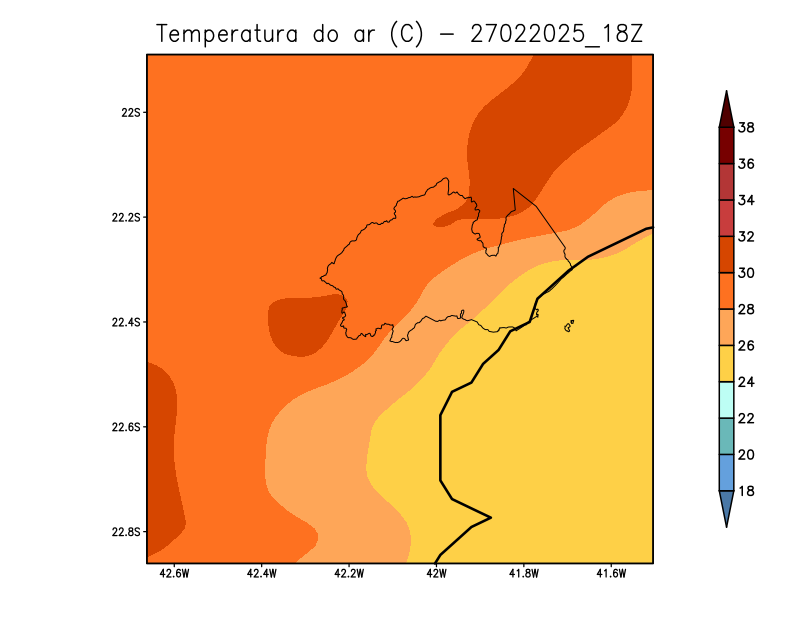 Temperatura do ar (C) − 27022025_18Z
22S
22.2S
22.4S
22.6S
22.8S
42.6W
42.4W
42.2W
42W
41.8W
41.6W
38
36
34
32
30
28
26
24
22
20
18